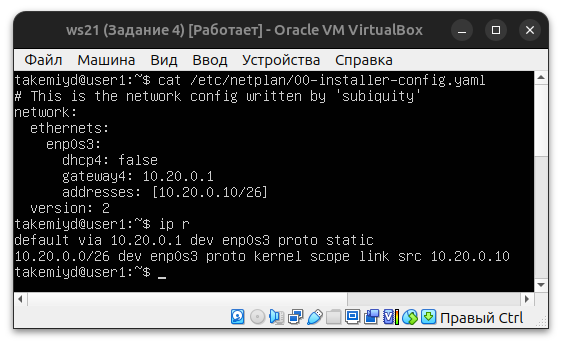 ws21 (Задание 4) [Работает] - Oracle VM VirtualBox
Файл Машина Вид Ввод Устройства Справка
takemiyd@user1:~$ cat /etc/netplan/00-installer-config.yaml
# This is the network config written by 'subiquity'
network:
  ethernets:
    enp0s3:
      dhcp4: false
      gateway4: 10.20.0.1
      addresses: [10.20.0.10/26]
  version: 2
takemiyd@user1:~$ ip r
default via 10.20.0.1 dev enp0s3 proto static
10.20.0.0/26 dev enp0s3 proto kernel scope link src 10.20.0.10
takemiyd@user1:~$ _
Правый Ctrl